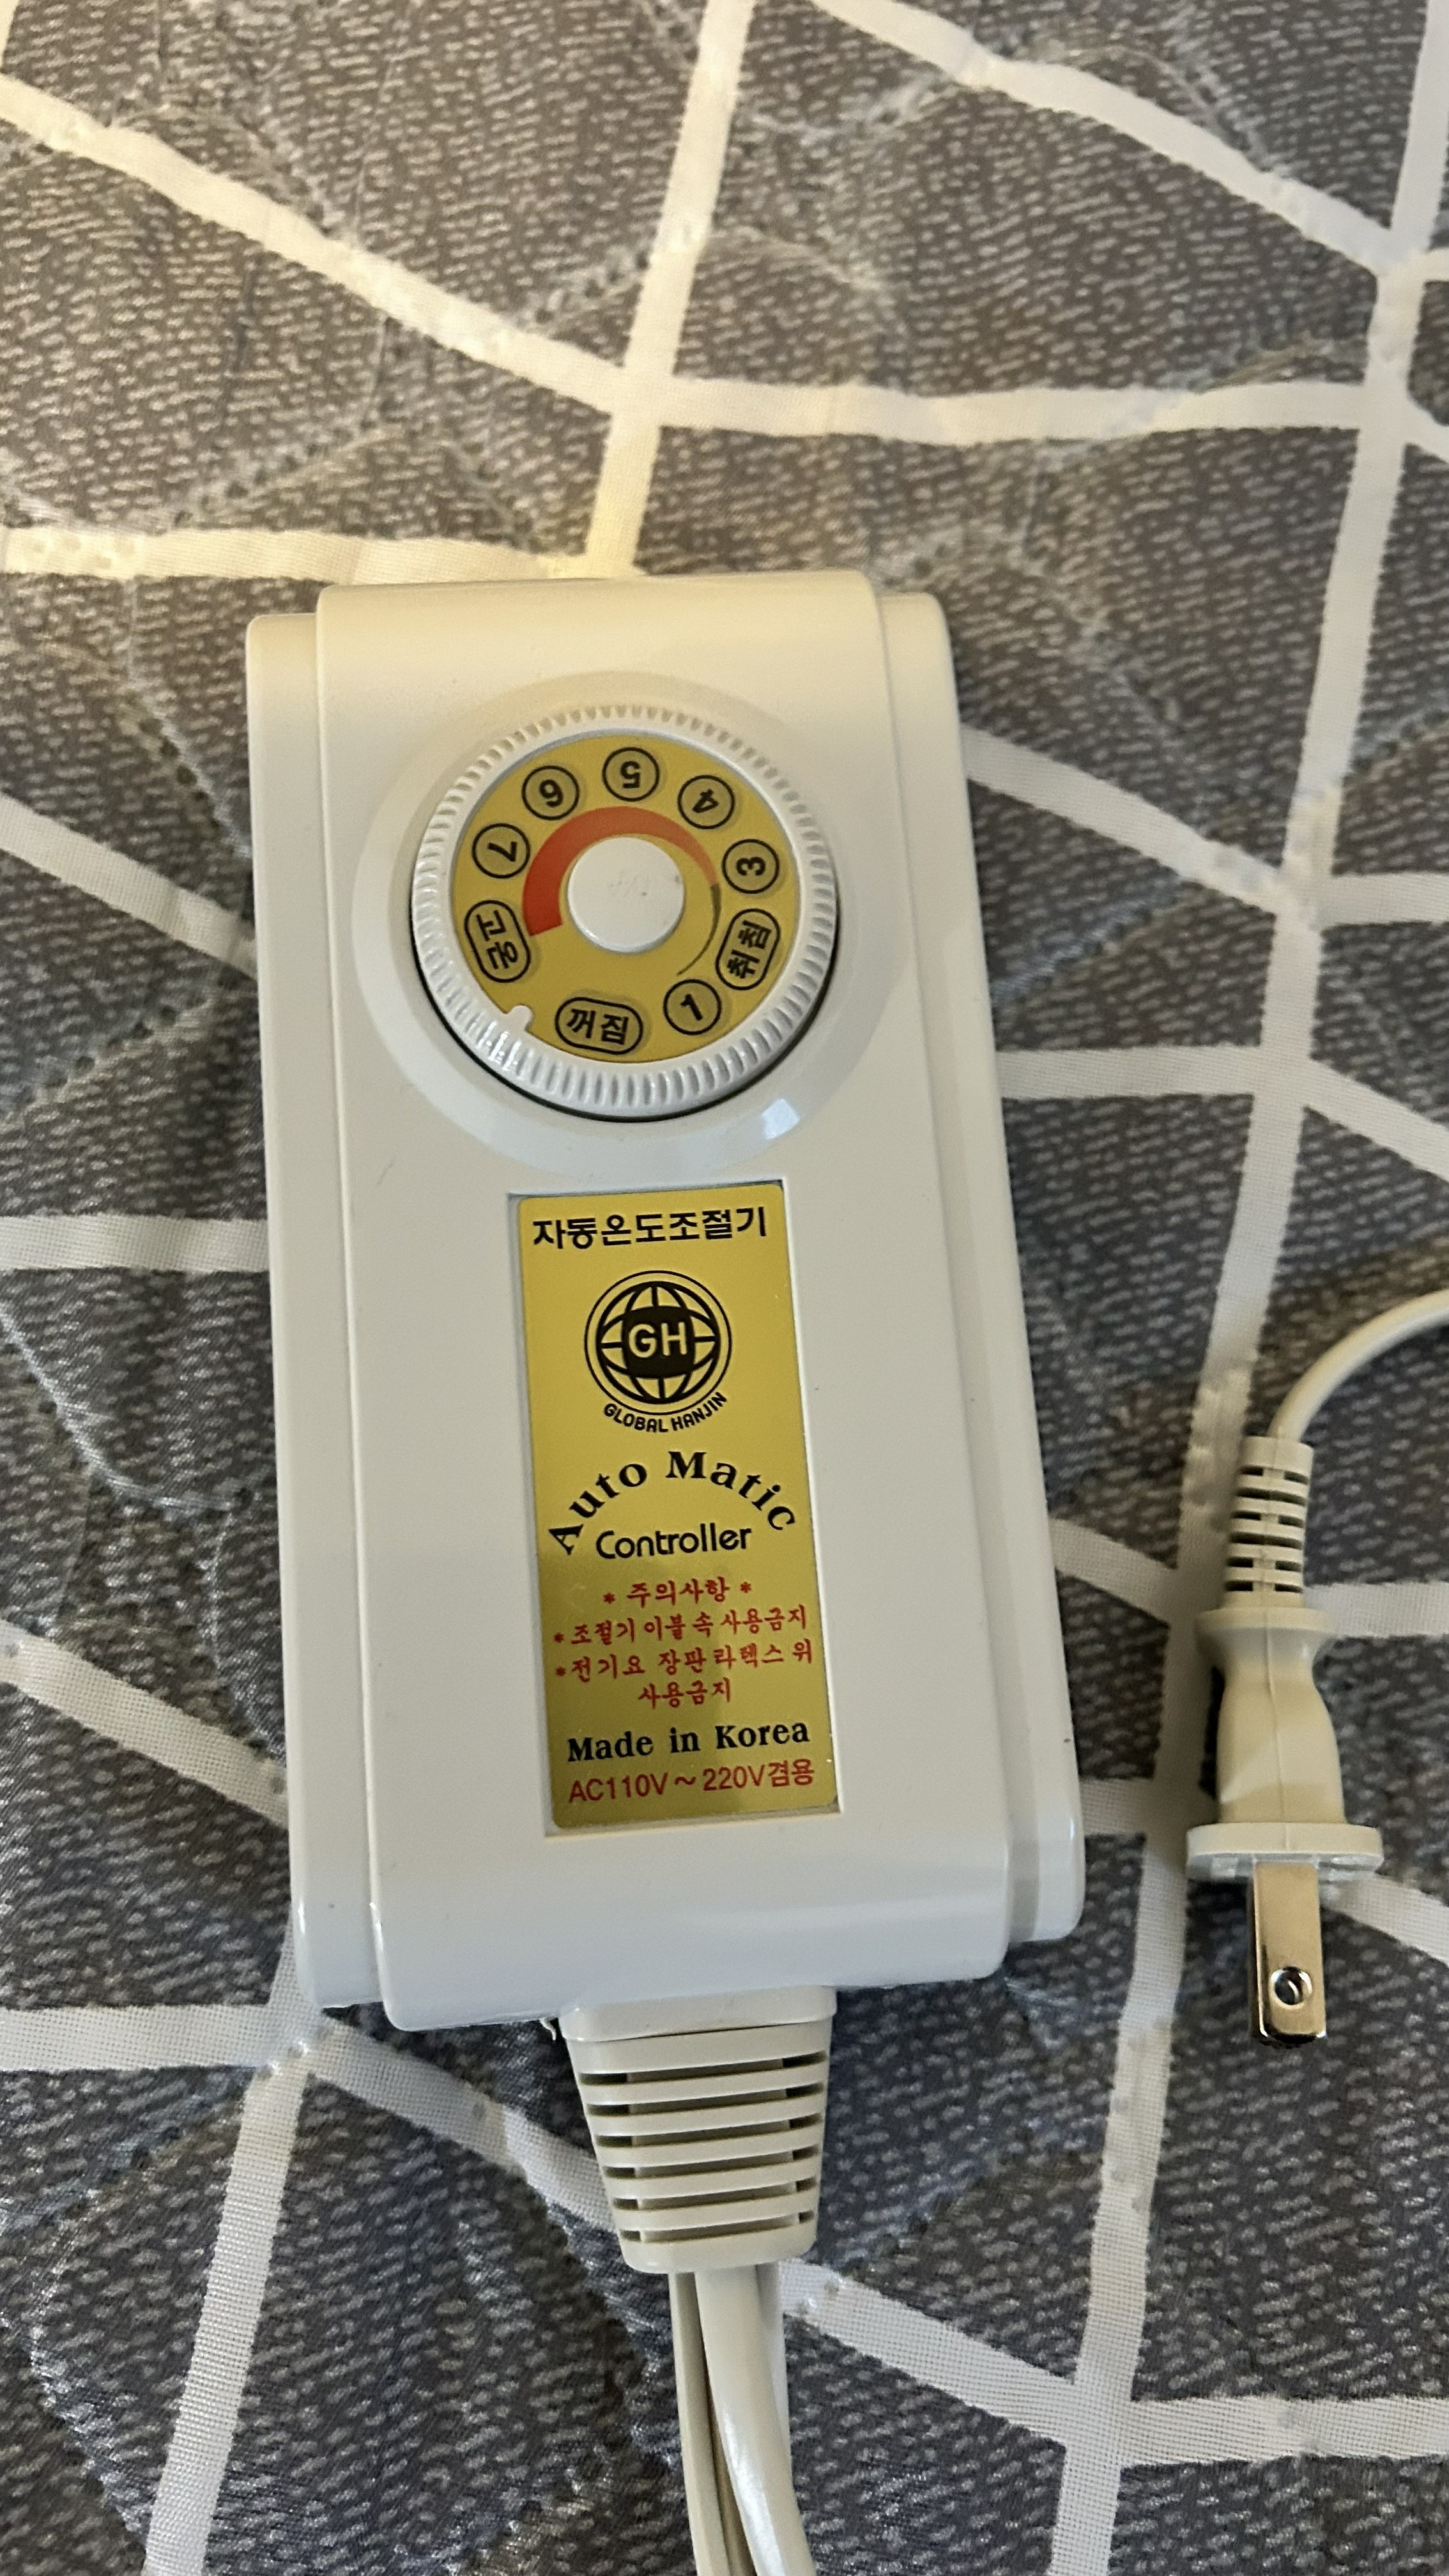 꺼짐
1
취침
3
4
5
6
7
고온
자동온도조절기
GH
GLOBAL HANJIN
Auto Matic
Controller
* 주의사항 *
* 조절기 이불 속 사용금지
* 전기요 장판 라텍스 위
사용금지
Made in Korea
AC110V ~ 220V겸용